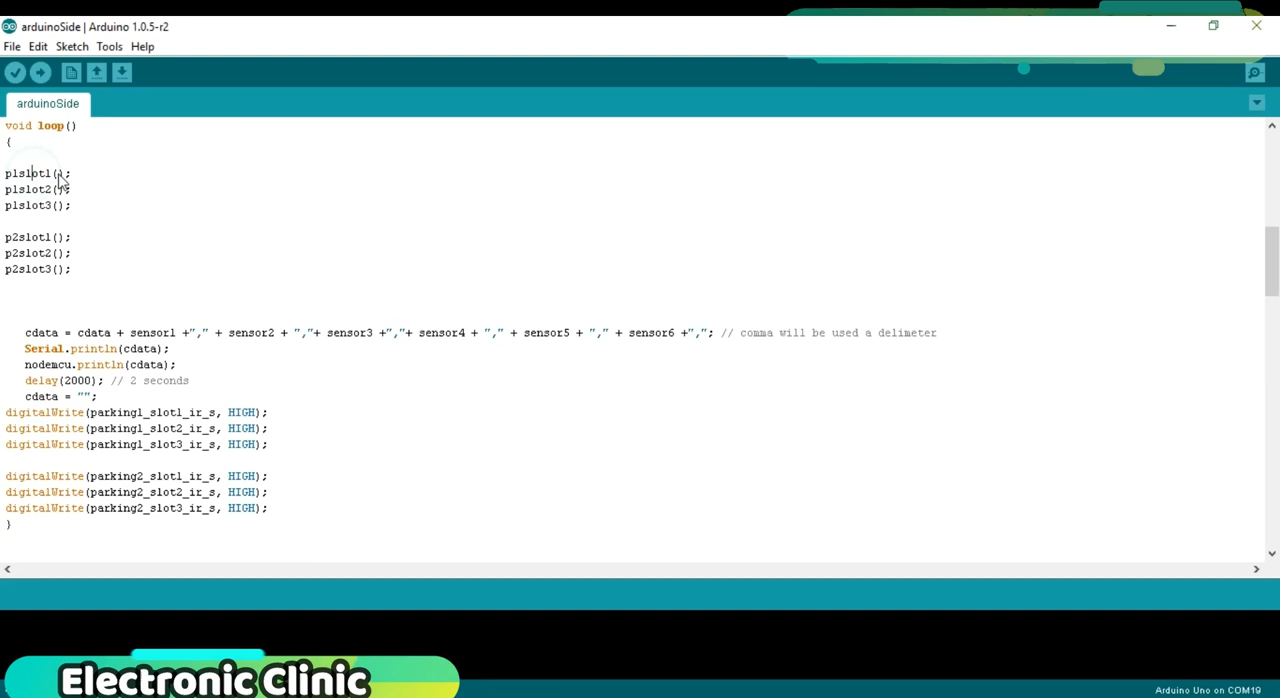 arduinoSide | Arduino 1.0.5-r2
File Edit Sketch Tools Help
arduinoSide
void loop()
{
p1slot1();
p1slot2();
p1slot3();
p2slot1();
p2slot2();
p2slot3();
cdata = cdata + sensor1 +"," + sensor2 + ","+ sensor3 +","+ sensor4 + "," + sensor5 + "," + sensor6 +","; // comma will be used a delimeter
Serial.println(cdata);
nodemcu.println(cdata);
delay(2000); // 2 seconds
cdata = "";
digitalWrite(parking1_slot1_ir_s, HIGH);
digitalWrite(parking1_slot2_ir_s, HIGH);
digitalWrite(parking1_slot3_ir_s, HIGH);
digitalWrite(parking2_slot1_ir_s, HIGH);
digitalWrite(parking2_slot2_ir_s, HIGH);
digitalWrite(parking2_slot3_ir_s, HIGH);
}
Electronic Clinic
Arduino Uno on COM19